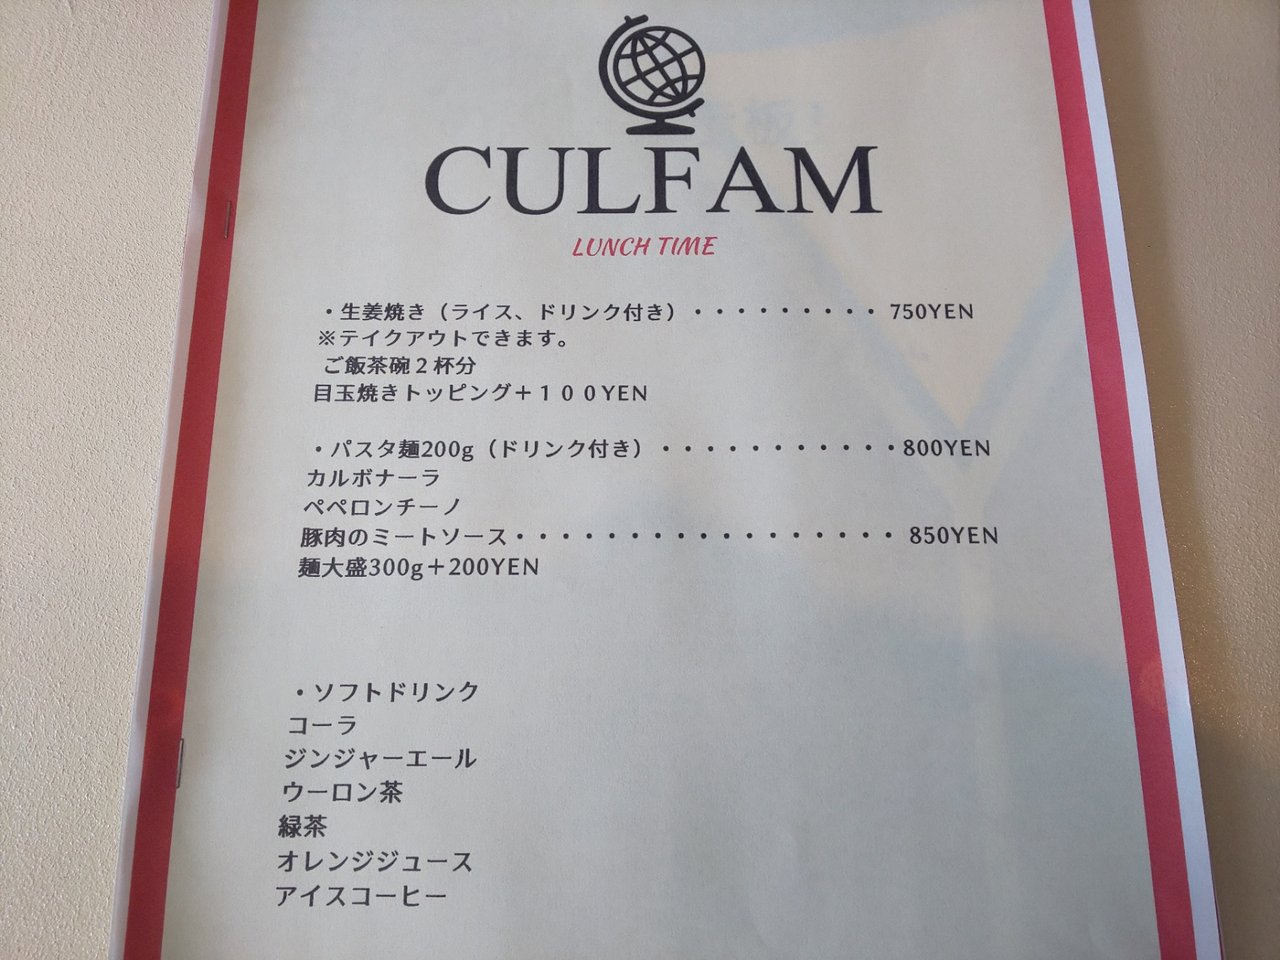 CULFAM
LUNCH TIME
・生姜焼き（ライス、ドリンク付き）・・・・・・・・・ 750YEN
※テイクアウトできます。
ご飯茶碗２杯分
目玉焼きトッピング＋１００YEN
・パスタ麺200g（ドリンク付き）・・・・・・・・・・・800YEN
カルボナーラ
ペペロンチーノ
豚肉のミートソース・・・・・・・・・・・・・・・・・ 850YEN
麺大盛300g＋200YEN
・ソフトドリンク
コーラ
ジンジャーエール
ウーロン茶
緑茶
オレンジジュース
アイスコーヒー